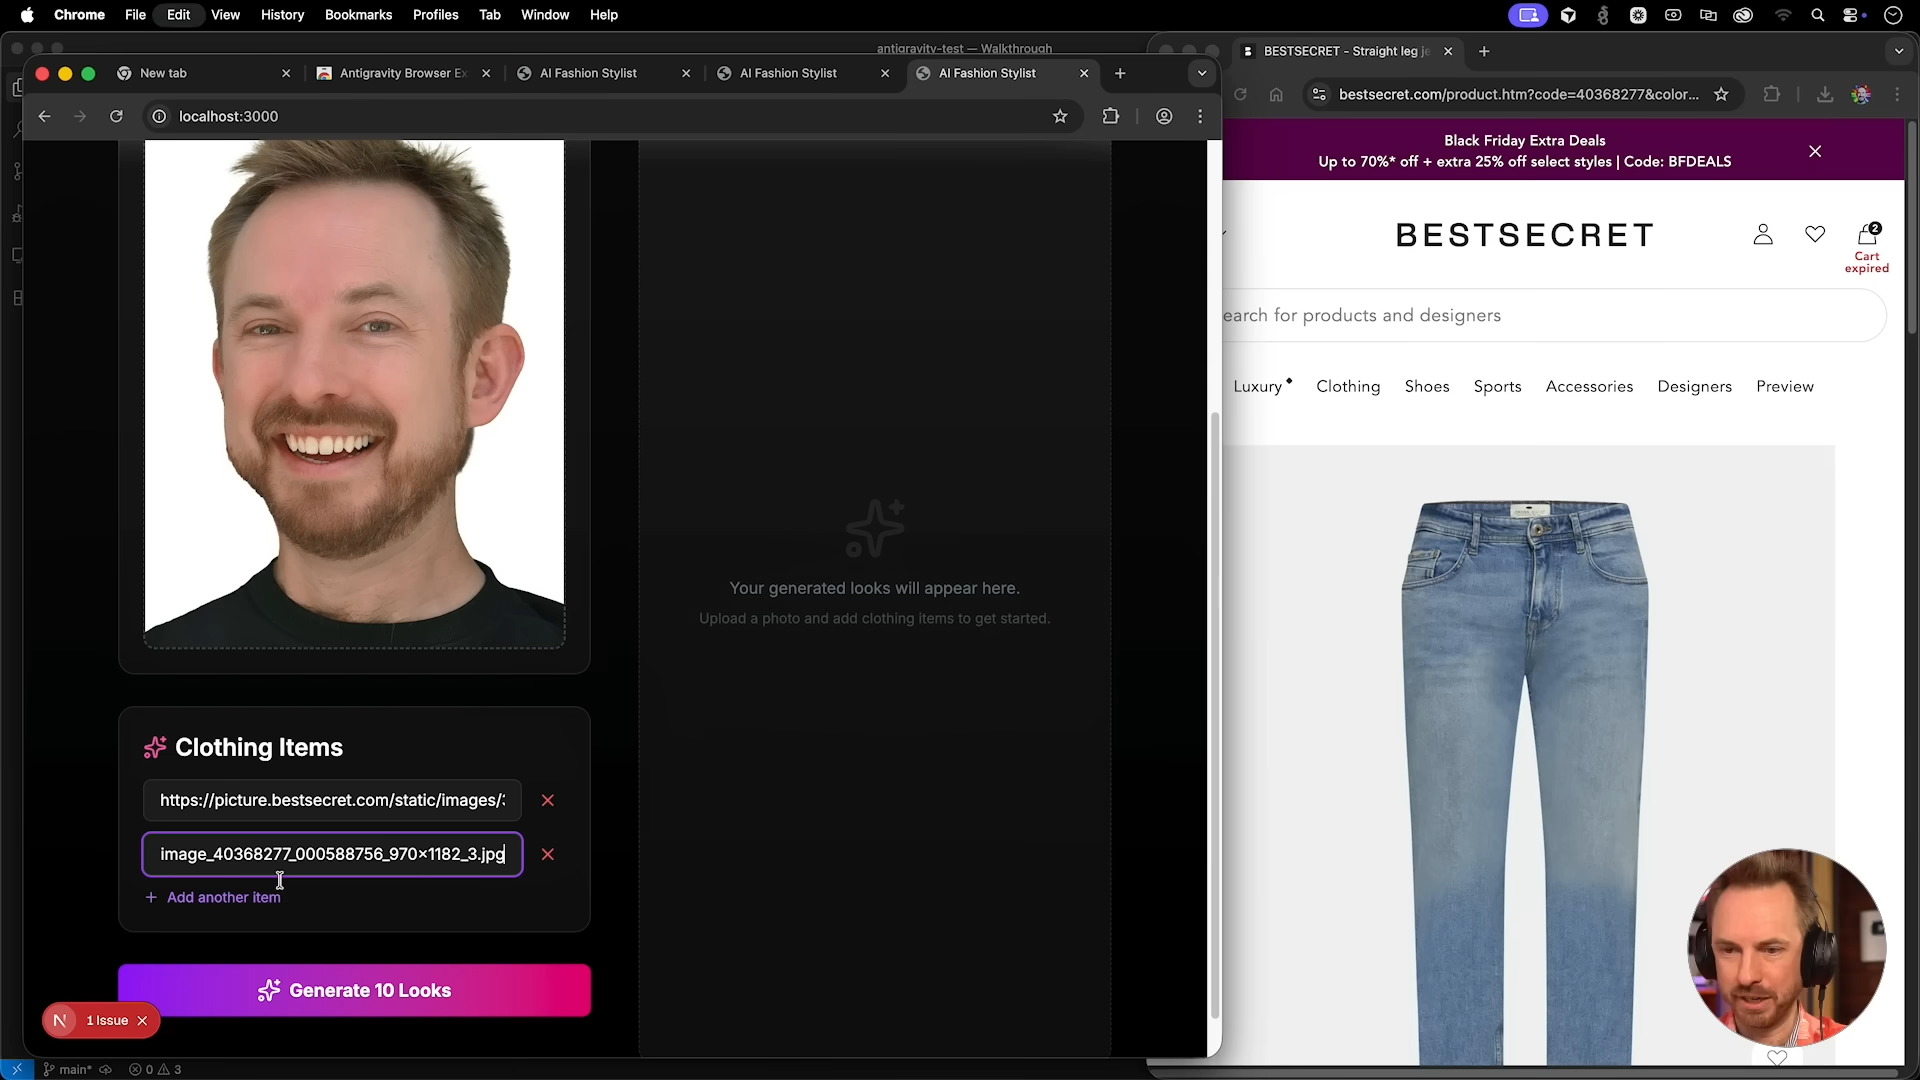 Chrome File Edit View History Bookmarks Profiles Tab Window Help
antigravity-test — Walkthrough
New tab
Antigravity Browser Ex
AI Fashion Stylist
AI Fashion Stylist
AI Fashion Stylist
BESTSECRET - Straight leg je
localhost:3000
bestsecret.com/product.htm?code=40368277&color...
Black Friday Extra Deals
Up to 70%* off + extra 25% off select styles | Code: BFDEALS
BESTSECRET
2
Cart
expired
earch for products and designers
Luxury Clothing Shoes Sports Accessories Designers Preview
Your generated looks will appear here.
Upload a photo and add clothing items to get started.
Clothing Items
https://picture.bestsecret.com/static/images/
image_40368277_000588756_970x1182_3.jpg
+ Add another item
Generate 10 Looks
N 1 Issue
main* 0 3